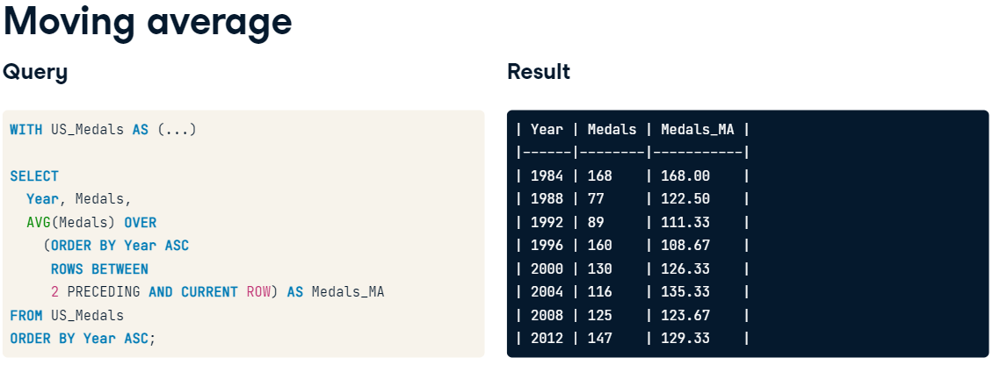 Moving average
Query
WITH US_Medals AS (...)
SELECT
Year, Medals,
AVG(Medals) OVER
(ORDER BY Year ASC
ROWS BETWEEN
2 PRECEDING AND CURRENT ROW) AS Medals_MA
FROM US_Medals
ORDER BY Year ASC;
Result
| Year | Medals | Medals_MA |
|------|--------|-----------|
| 1984 | 168    | 168.00    |
| 1988 | 77     | 122.50    |
| 1992 | 89     | 111.33    |
| 1996 | 160    | 108.67    |
| 2000 | 130    | 126.33    |
| 2004 | 116    | 135.33    |
| 2008 | 125    | 123.67    |
| 2012 | 147    | 129.33    |